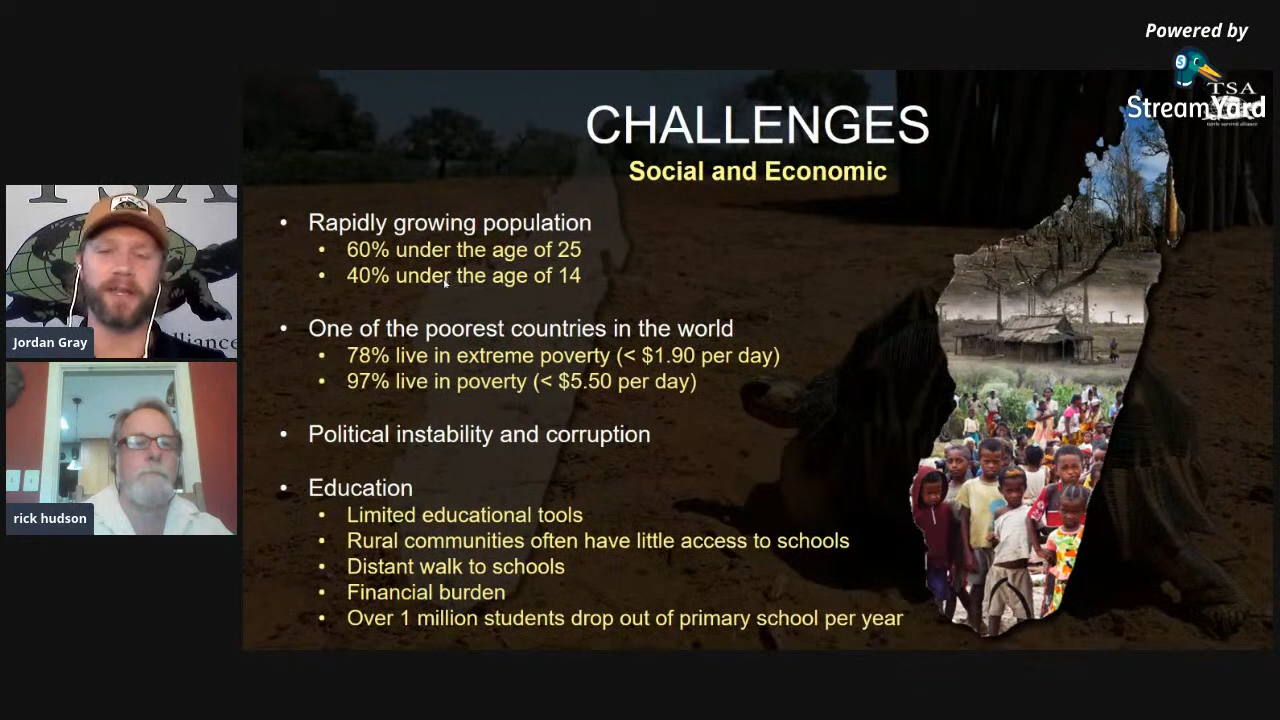 Powered by
StreamYard
TSA
CHALLENGES
Social and Economic
• Rapidly growing population
• 60% under the age of 25
• 40% under the age of 14
• One of the poorest countries in the world
• 78% live in extreme poverty (< $1.90 per day)
• 97% live in poverty (< $5.50 per day)
• Political instability and corruption
• Education
• Limited educational tools
• Rural communities often have little access to schools
• Distant walk to schools
• Financial burden
• Over 1 million students drop out of primary school per year
TSA
TSA
alliance
Jordan Gray
rick hudson